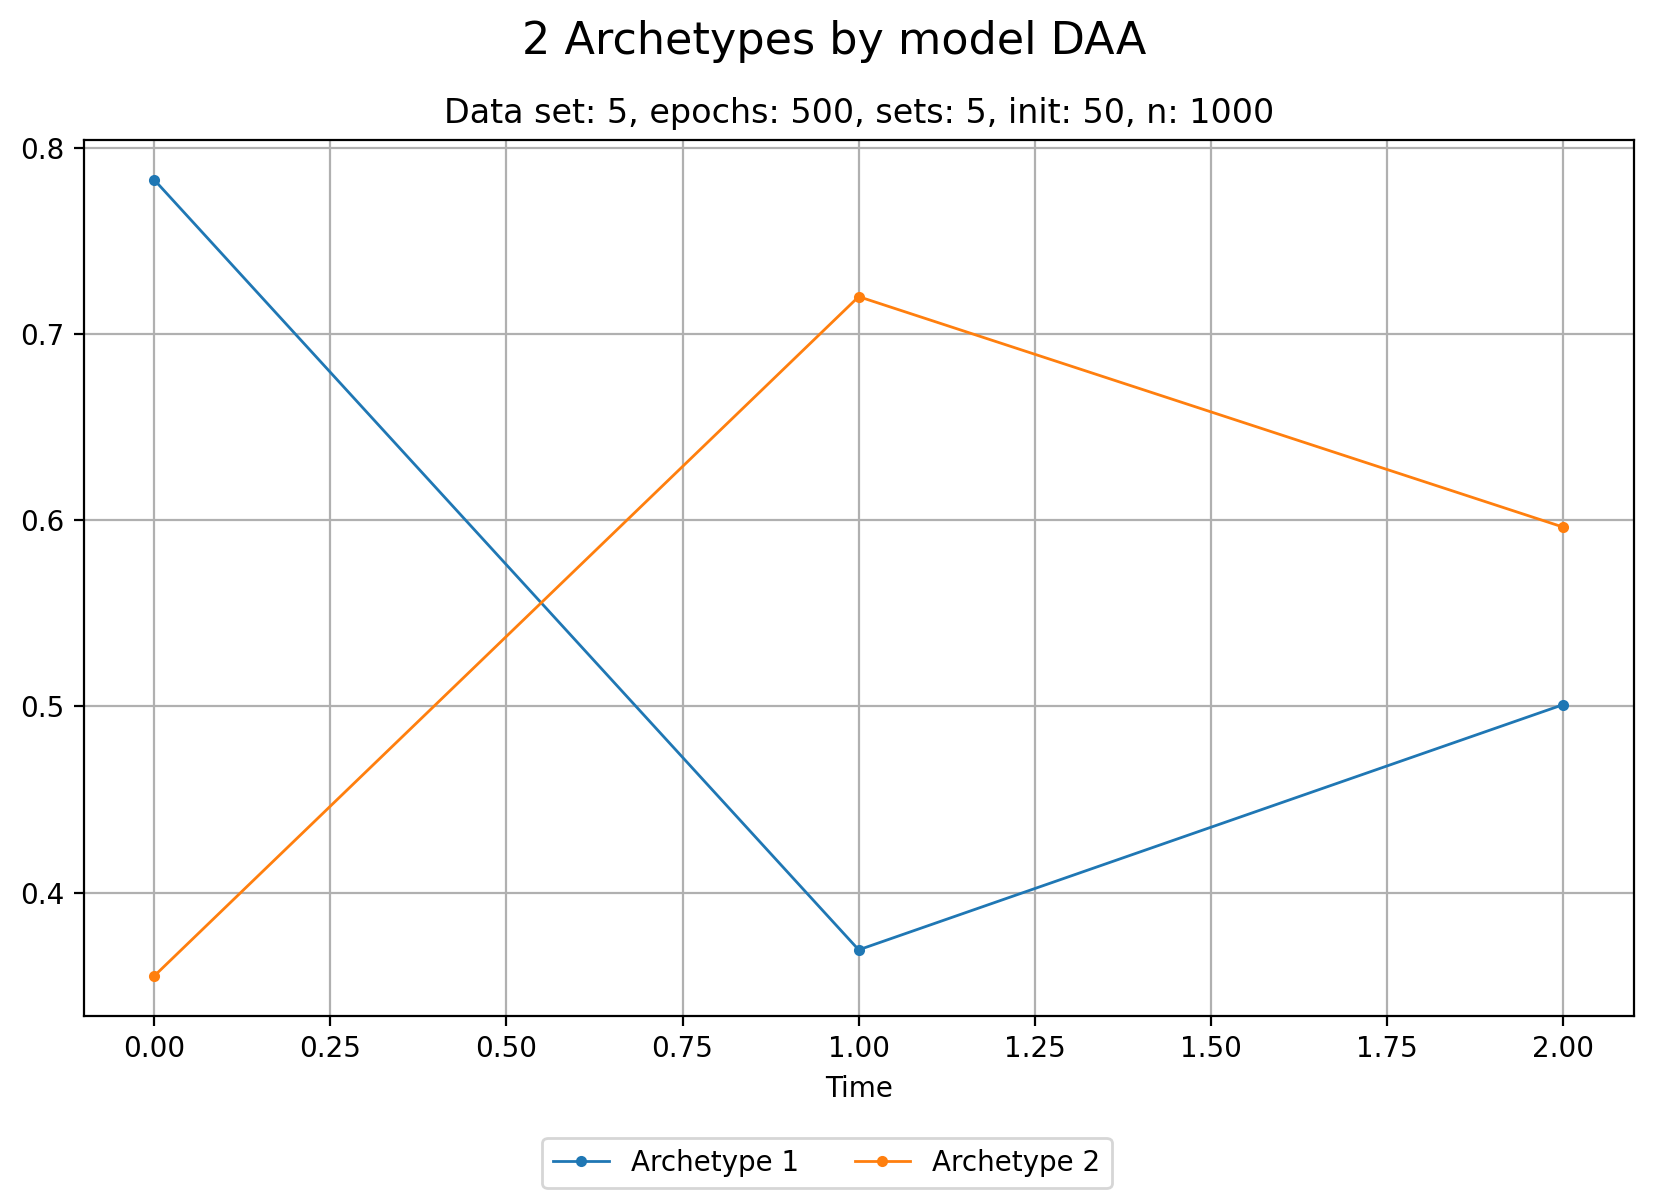 2 Archetypes by model DAA
Data set: 5, epochs: 500, sets: 5, init: 50, n: 1000
0.8
0.7
0.6
0.5
0.4
0.00 0.25 0.50 0.75 1.00 1.25 1.50 1.75 2.00
Time
Archetype 1 Archetype 2